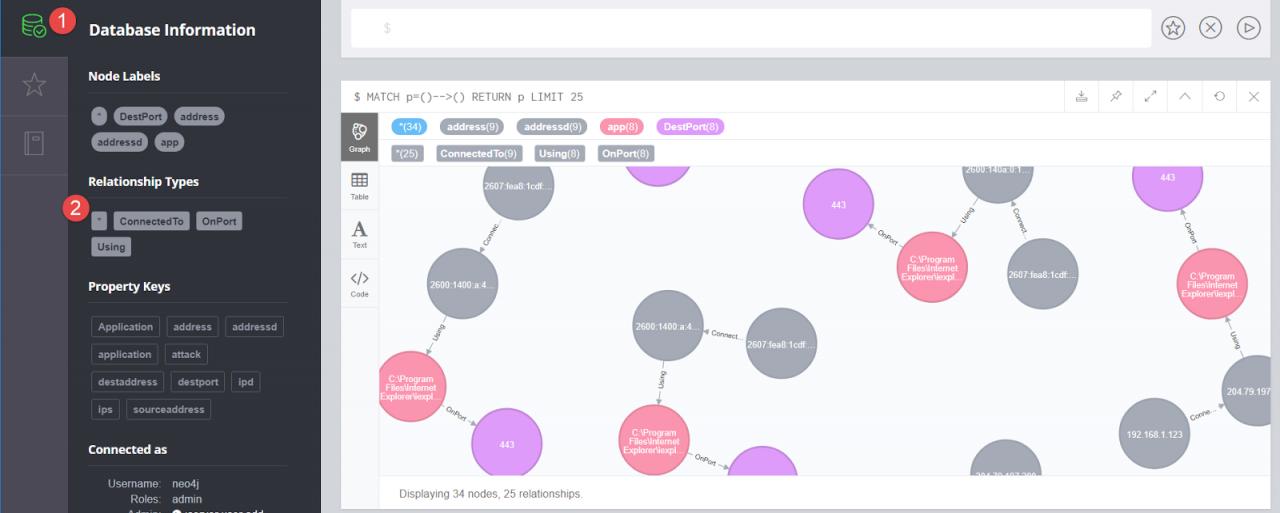 1
Database Information
Node Labels
* DestPort address
addressd app
Relationship Types
2
* ConnectedTo OnPort
Using
Property Keys
Application address addressd
application attack
destaddress destport ipd
ips sourceaddress
Connected as
Username: neo4j
Roles: admin
$
$ MATCH p=()-->() RETURN p LIMIT 25
Graph
Table
Text
Code
*(34) address(9) addressd(9) app(8) DestPort(8)
*(25) ConnectedTo(9) Using(8) OnPort(8)
2607:fea8:1cdf:...
Connec...
2600:1400:a:4...
Using
C:\Program
Files\Internet
Explorer\iexpl...
OnPort
443
2600:1400:a:4...
Connect...
2607:fea8:1cdf:...
Using
C:\Program
Files\Internet
Explorer\iexpl...
OnPort
443
OnPort
C:\Program
Files\Internet
Explorer\iexpl...
Using
2600:140a:0:1...
Connect...
2607:fea8:1cdf:...
443
OnPort
C:\Program
Files\Internet
Explorer\iexpl...
Using
204.79.197
Conne...
192.168.1.123
Displaying 34 nodes, 25 relationships.